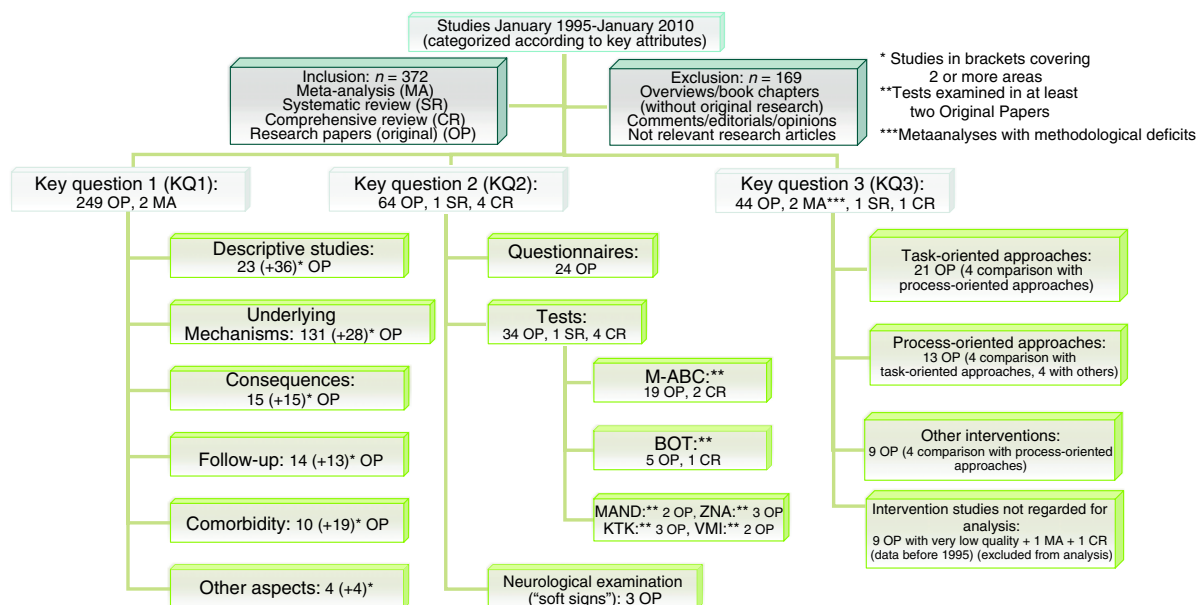 Studies January 1995-January 2010
(categorized according to key attributes)
Inclusion: n = 372
Meta-analysis (MA)
Systematic review (SR)
Comprehensive review (CR)
Research papers (original) (OP)
Exclusion: n = 169
Overviews/book chapters
(without original research)
Comments/editorials/opinions
Not relevant research articles
* Studies in brackets covering
2 or more areas
**Tests examined in at least
two Original Papers
***Metaanalyses with methodological deficits
Key question 1 (KQ1):
249 OP, 2 MA
Descriptive studies:
23 (+36)* OP
Underlying
Mechanisms: 131 (+28)* OP
Consequences:
15 (+15)* OP
Follow-up: 14 (+13)* OP
Comorbidity: 10 (+19)* OP
Other aspects: 4 (+4)*
Key question 2 (KQ2):
64 OP, 1 SR, 4 CR
Questionnaires:
24 OP
Tests:
34 OP, 1 SR, 4 CR
M-ABC:**
19 OP, 2 CR
BOT:**
5 OP, 1 CR
MAND:** 2 OP, ZNA:** 3 OP
KTK:** 3 OP, VMI:** 2 OP
Neurological examination
("soft signs"): 3 OP
Key question 3 (KQ3):
44 OP, 2 MA***, 1 SR, 1 CR
Task-oriented approaches:
21 OP (4 comparison with
process-oriented approaches)
Process-oriented approaches:
13 OP (4 comparison with
task-oriented approaches, 4 with others)
Other interventions:
9 OP (4 comparison with process-oriented
approaches)
Intervention studies not regarded for
analysis:
9 OP with very low quality + 1 MA + 1 CR
(data before 1995) (excluded from analysis)